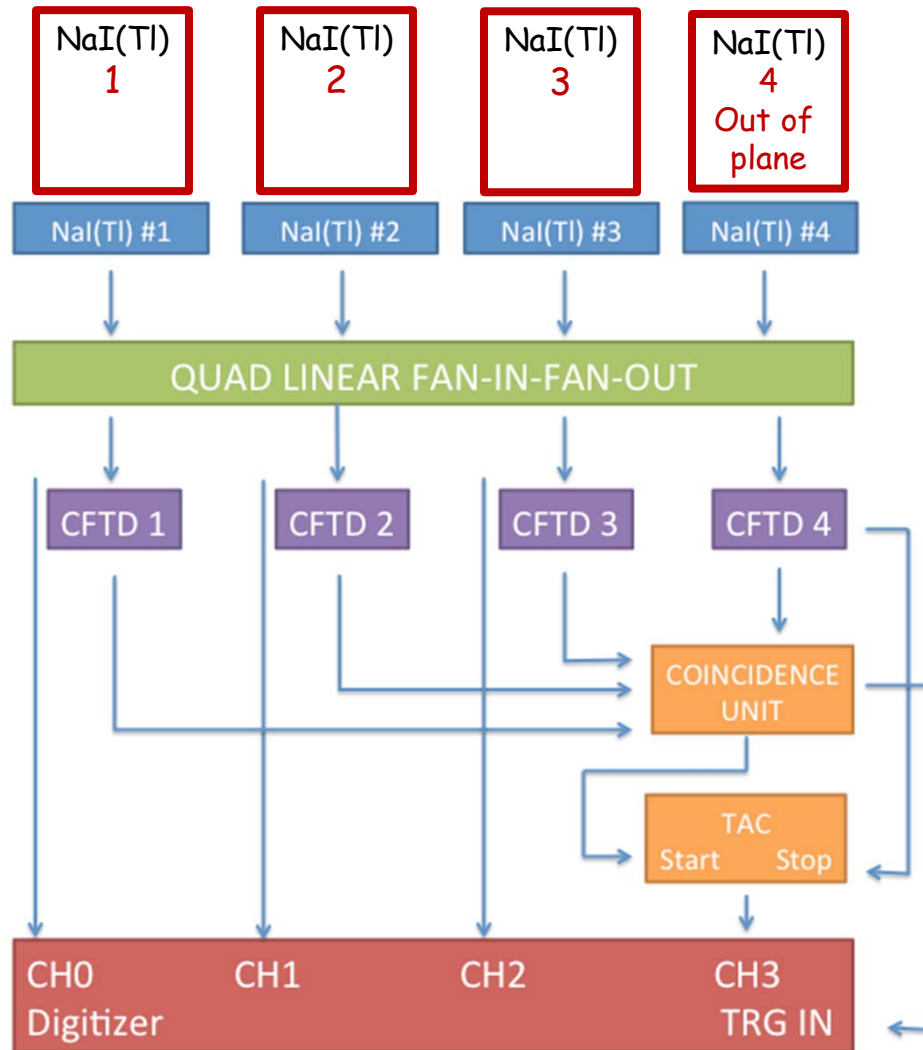 NaI(Tl)
1
NaI(Tl)
2
NaI(Tl)
3
NaI(Tl)
4
Out of
plane
NaI(Tl) #1
NaI(Tl) #2
NaI(Tl) #3
NaI(Tl) #4
QUAD LINEAR FAN-IN-FAN-OUT
CFTD 1
CFTD 2
CFTD 3
CFTD 4
COINCIDENCE
UNIT
TAC
Start Stop
CH0 CH1 CH2 CH3
Digitizer TRG IN